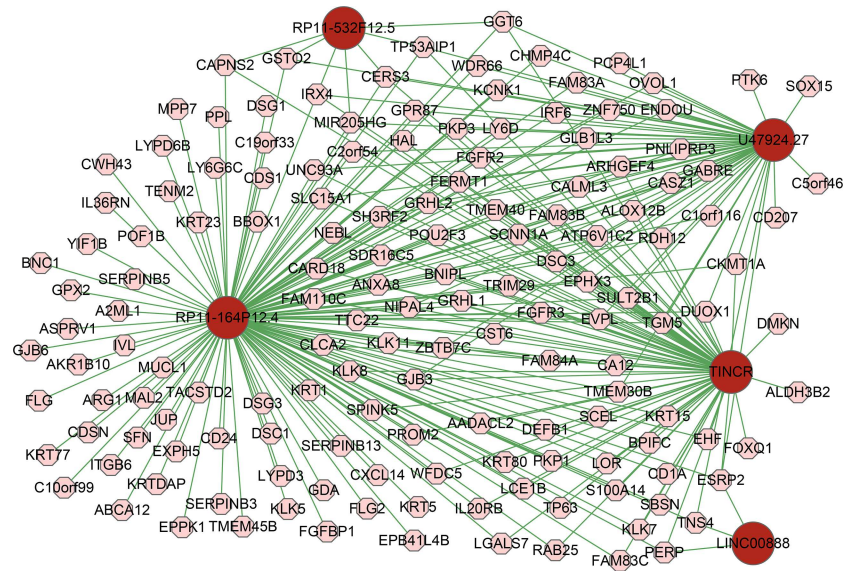 GGT6
RP11-532F12.5
TP53AIP1
CHMP4C
GSTO2
CAPNS2
WDR66
PCP4L1
CERS3
FAM83A
OVOL1
PTK6
SOX15
KCNK1
IRX4
MPP7
DSG1
GPR87
IRF6
ZNF750
ENDOU
PPL
MIR205HG
PKP3
LY6D
GLB1L3
U47924.27
LYPD6B
C19orf33
HAL
C2orf54
PNLIPRP3
CWH43
LY6G6C
UNC93A
FGFR2
ARHGEF4
GABRE
CDS1
FERMT1
CALML3
CASZ1
C5orf46
TENM2
SLC15A1
IL36RN
GRHL2
TMEM40
FAM83B
ALOX12B
C1orf116
CD207
KRT23
BBOX1
SH3RF2
POF1B
NEBL
POU2F3
SCNN1A
ATP6V1C2
RDH12
YIF1B
SDR16C5
DSC3
BNC1
CARD18
CKMT1A
SERPINB5
BNIPL
EPHX3
GPX2
ANXA8
TRIM29
FAM110C
SULT2B1
A2ML1
NIPAL4
GRHL1
DUOX1
RP11-164P12.4
TTC22
FGFR3
EVPL
TGM5
DMKN
ASPRV1
CST6
GJB6
IVL
CLCA2
KLK11
ZBTB7C
AKR1B10
MUCL1
FAM84A
CA12
TINCR
KLK8
GJB3
FLG
ARG1
MAL2
TACSTD2
KRT1
TMEM30B
ALDH3B2
DSG3
SPINK5
JUP
AADACL2
SCEL
KRT15
CDSN
SFN
DSC1
PROM2
DEFB1
CD24
SERPINB13
BPIFC
EHF
FOXQ1
KRT77
EXPH5
ITGB6
KRT80
PKP1
LOR
LYPD3
CXCL14
WFDC5
CD1A
ESRP2
C10orf99
KRTDAP
GDA
LCE1B
S100A14
ABCA12
SERPINB3
KLK5
FLG2
KRT5
IL20RB
TP63
SBSN
EPPK1
TMEM45B
FGFBP1
KLK7
TNS4
EPB41L4B
LGALS7
RAB25
LINC00888
FAM83C
PERP